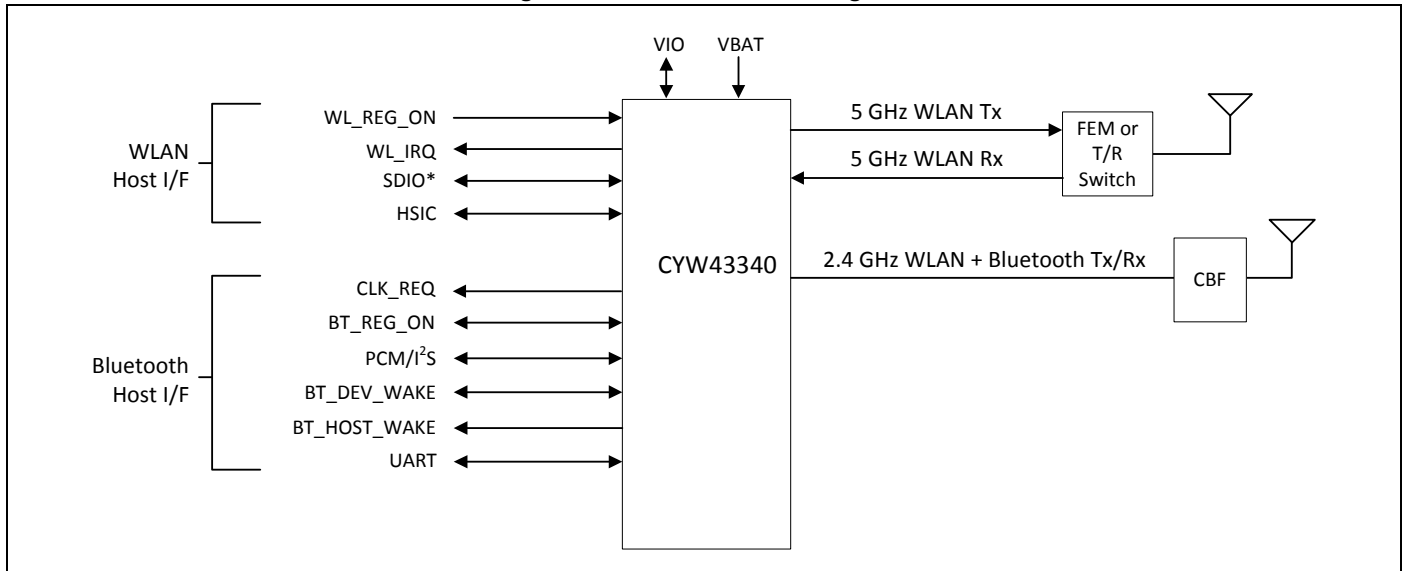 VIO VBAT
WLAN
Host I/F
WL_REG_ON
WL_IRQ
SDIO*
HSIC
Bluetooth
Host I/F
CLK_REQ
BT_REG_ON
PCM/I²S
BT_DEV_WAKE
BT_HOST_WAKE
UART
CYW43340
5 GHz WLAN Tx
5 GHz WLAN Rx
FEM or
T/R
Switch
2.4 GHz WLAN + Bluetooth Tx/Rx
CBF